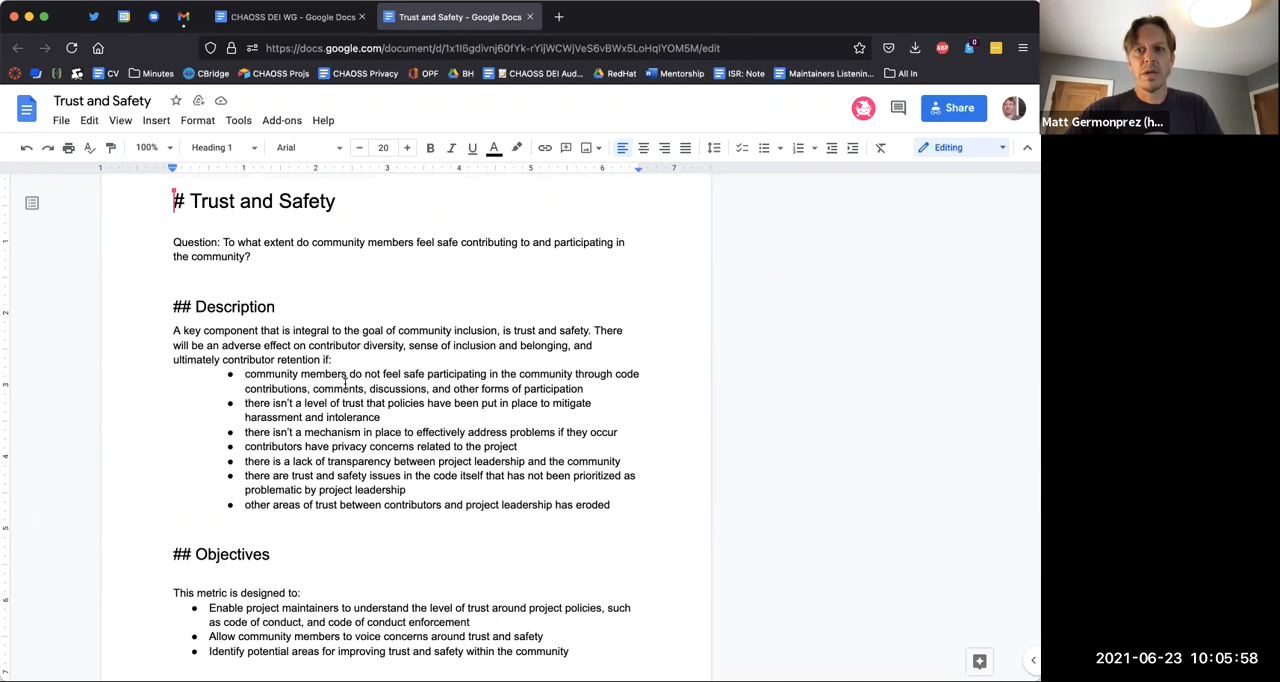 CHAOSS DEI WG - Google Docs
Trust and Safety - Google Docs
https://docs.google.com/document/d/1x1I6gdivnj60fYk-rYijWCWjVeS6vBWx5LoHqIYOM5M/edit
ABP
0
CV
Minutes
CBridge
CHAOSS Projs
CHAOSS Privacy
OPF
BH
CHAOSS DEI Aud...
RedHat
Mentorship
ISR: Note
Maintainers Listenin...
All In
Matt Germonprez (h...
Trust and Safety
File Edit View Insert Format Tools Add-ons Help
Share
100% Heading 1 Arial 20 B I U A Editing
1 1 2 3 4 5 6 7
# Trust and Safety
Question: To what extent do community members feel safe contributing to and participating in
the community?
## Description
A key component that is integral to the goal of community inclusion, is trust and safety. There
will be an adverse effect on contributor diversity, sense of inclusion and belonging, and
ultimately contributor retention if:
● community members do not feel safe participating in the community through code
contributions, comments, discussions, and other forms of participation
● there isn't a level of trust that policies have been put in place to mitigate
harassment and intolerance
● there isn't a mechanism in place to effectively address problems if they occur
● contributors have privacy concerns related to the project
● there is a lack of transparency between project leadership and the community
● there are trust and safety issues in the code itself that has not been prioritized as
problematic by project leadership
● other areas of trust between contributors and project leadership has eroded
## Objectives
This metric is designed to:
● Enable project maintainers to understand the level of trust around project policies, such
as code of conduct, and code of conduct enforcement
● Allow community members to voice concerns around trust and safety
● Identify potential areas for improving trust and safety within the community
2021-06-23 10:05:58